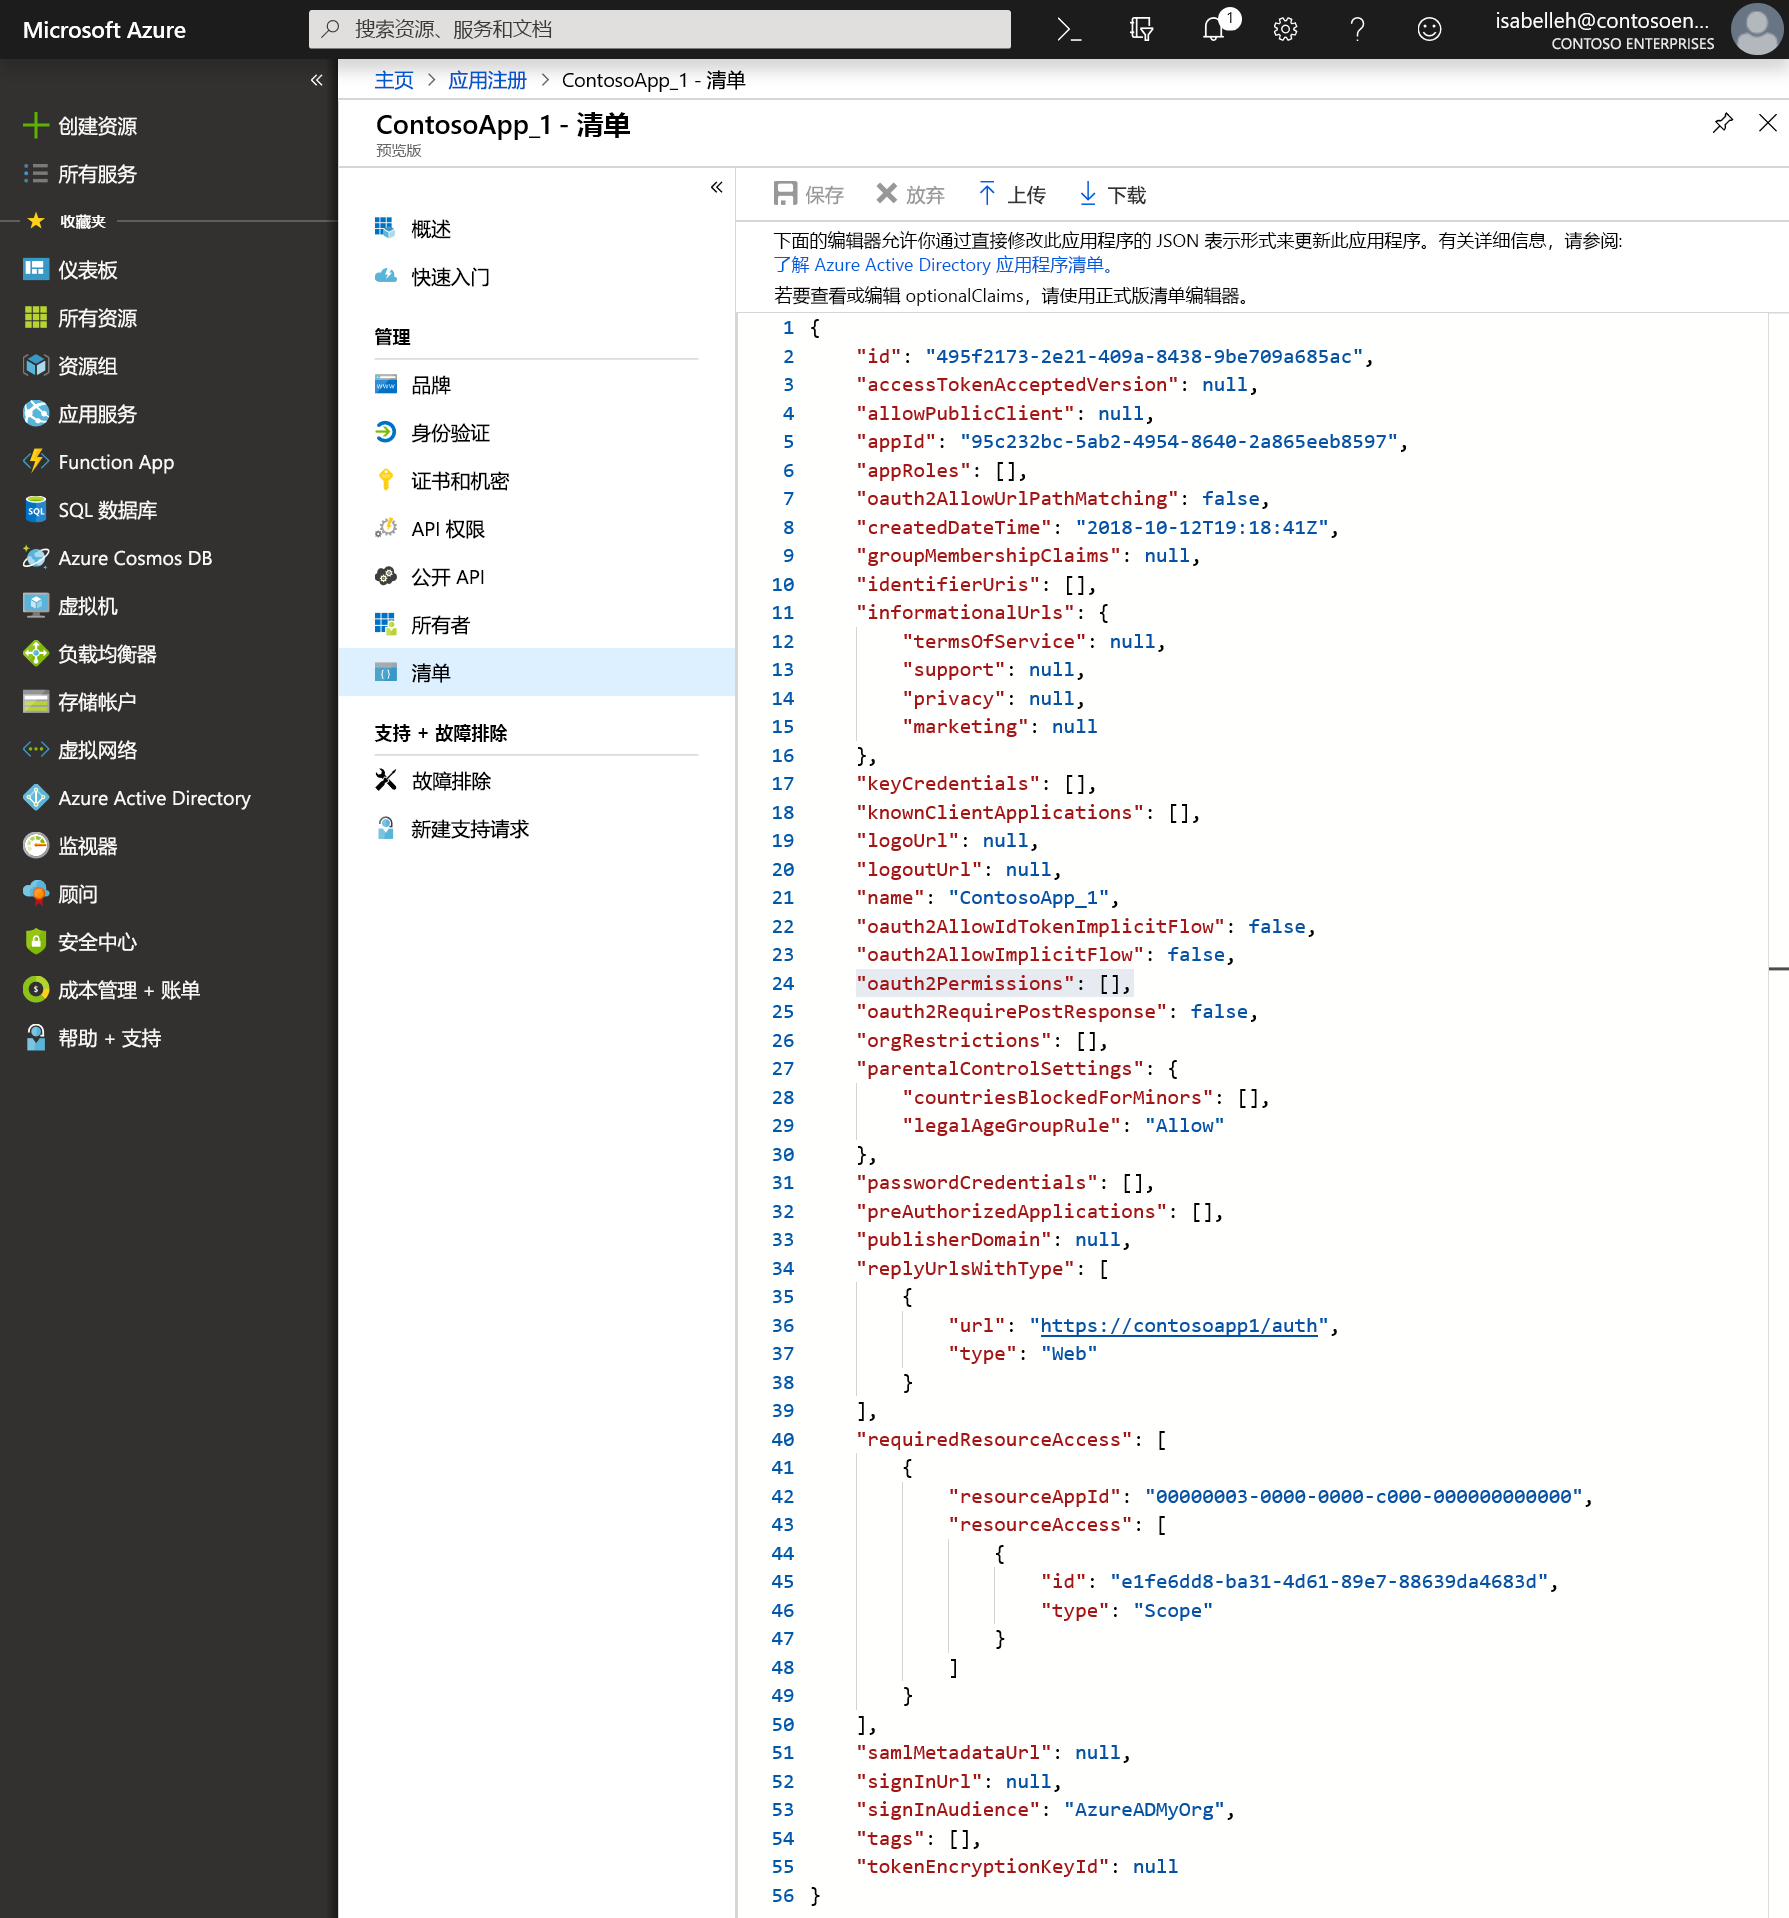 Microsoft Azure
搜索资源、服务和文档
1
isabelleh@contosoen...
CONTOSO ENTERPRISES
创建资源
所有服务
收藏夹
仪表板
所有资源
资源组
应用服务
Function App
SQL 数据库
Azure Cosmos DB
虚拟机
负载均衡器
存储帐户
虚拟网络
Azure Active Directory
监视器
顾问
安全中心
成本管理 + 账单
帮助 + 支持
主页 > 应用注册 > ContosoApp_1 - 清单
ContosoApp_1 - 清单
预览版
概述
快速入门
管理
品牌
身份验证
证书和机密
API 权限
公开 API
所有者
清单
支持 + 故障排除
故障排除
新建支持请求
保存 放弃 上传 下载
下面的编辑器允许你通过直接修改此应用程序的 JSON 表示形式来更新此应用程序。有关详细信息，请参阅:
了解 Azure Active Directory 应用程序清单。
若要查看或编辑 optionalClaims，请使用正式版清单编辑器。
1 {
2 "id": "495f2173-2e21-409a-8438-9be709a685ac",
3 "accessTokenAcceptedVersion": null,
4 "allowPublicClient": null,
5 "appId": "95c232bc-5ab2-4954-8640-2a865eeb8597",
6 "appRoles": [],
7 "oauth2AllowUrlPathMatching": false,
8 "createdDateTime": "2018-10-12T19:18:41Z",
9 "groupMembershipClaims": null,
10 "identifierUris": [],
11 "informationalUrls": {
12 "termsOfService": null,
13 "support": null,
14 "privacy": null,
15 "marketing": null
16 },
17 "keyCredentials": [],
18 "knownClientApplications": [],
19 "logoUrl": null,
20 "logoutUrl": null,
21 "name": "ContosoApp_1",
22 "oauth2AllowIdTokenImplicitFlow": false,
23 "oauth2AllowImplicitFlow": false,
24 "oauth2Permissions": [],
25 "oauth2RequirePostResponse": false,
26 "orgRestrictions": [],
27 "parentalControlSettings": {
28 "countriesBlockedForMinors": [],
29 "legalAgeGroupRule": "Allow"
30 },
31 "passwordCredentials": [],
32 "preAuthorizedApplications": [],
33 "publisherDomain": null,
34 "replyUrlsWithType": [
35 {
36 "url": "https://contosoapp1/auth",
37 "type": "Web"
38 }
39 ],
40 "requiredResourceAccess": [
41 {
42 "resourceAppId": "00000003-0000-0000-c000-000000000000",
43 "resourceAccess": [
44 {
45 "id": "e1fe6dd8-ba31-4d61-89e7-88639da4683d",
46 "type": "Scope"
47 }
48 ]
49 }
50 ],
51 "samlMetadataUrl": null,
52 "signInUrl": null,
53 "signInAudience": "AzureADMyOrg",
54 "tags": [],
55 "tokenEncryptionKeyId": null
56 }